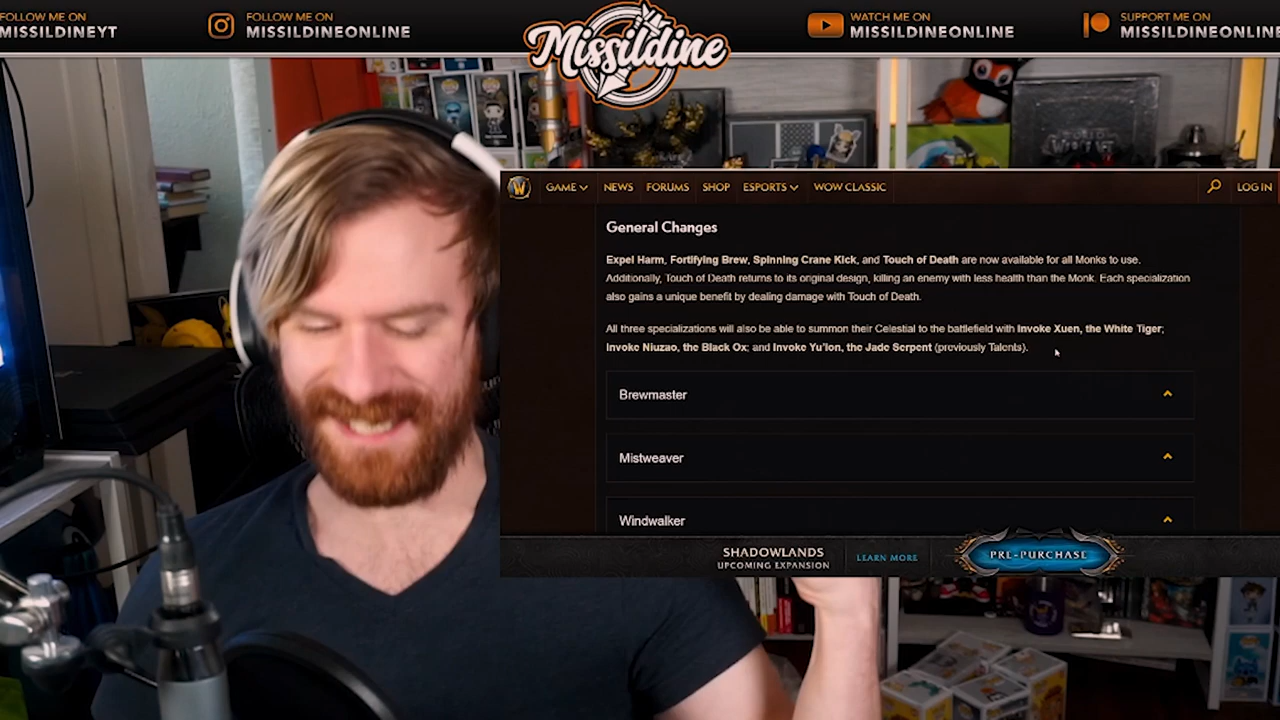 FOLLOW ME ON
MISSILDINEYT
FOLLOW ME ON
MISSILDINEONLINE
Missildine
WATCH ME ON
MISSILDINEONLINE
SUPPORT ME ON
MISSILDINEONLINE
W
GAME NEWS FORUMS SHOP ESPORTS WOW CLASSIC LOG IN
General Changes
Expel Harm, Fortifying Brew, Spinning Crane Kick, and Touch of Death are now available for all Monks to use.
Additionally, Touch of Death returns to its original design, killing an enemy with less health than the Monk. Each specialization
also gains a unique benefit by dealing damage with Touch of Death.
All three specializations will also be able to summon their Celestial to the battlefield with Invoke Xuen, the White Tiger;
Invoke Niuzao, the Black Ox; and Invoke Yu'lon, the Jade Serpent (previously Talents).
Brewmaster
Mistweaver
Windwalker
SHADOWLANDS
UPCOMING EXPANSION
LEARN MORE
PRE-PURCHASE